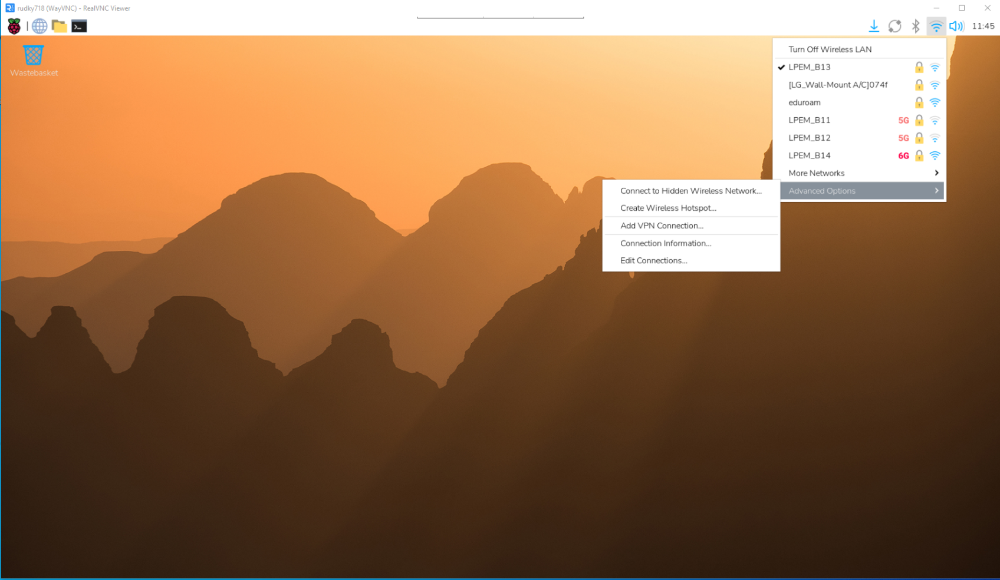 rudky718 (WayVNC) - RealVNC Viewer
11:45
Wastebasket
Turn Off Wireless LAN
LPEM_B13
[LG_Wall-Mount A/C]074f
eduroam
LPEM_B11 5G
LPEM_B12 5G
LPEM_B14 6G
More Networks
Advanced Options
Connect to Hidden Wireless Network...
Create Wireless Hotspot...
Add VPN Connection...
Connection Information...
Edit Connections...